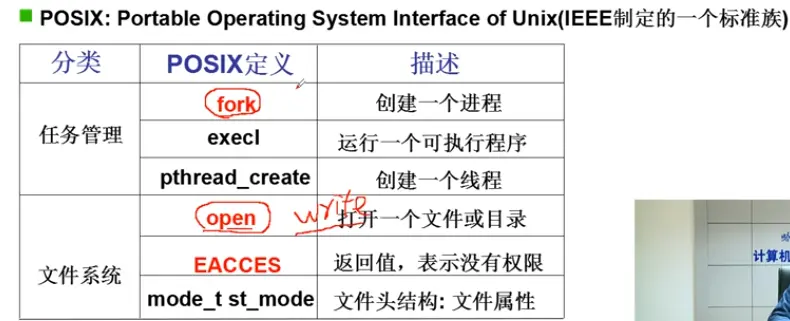 POSIX: Portable Operating System Interface of Unix(IEEE制定的一个标准族)
分类 POSIX定义 描述
任务管理
fork 创建一个进程
execl 运行一个可执行程序
pthread_create 创建一个线程
文件系统
open write 打开一个文件或目录
EACCES 返回值，表示没有权限
mode_t st_mode 文件头结构: 文件属性
计算机